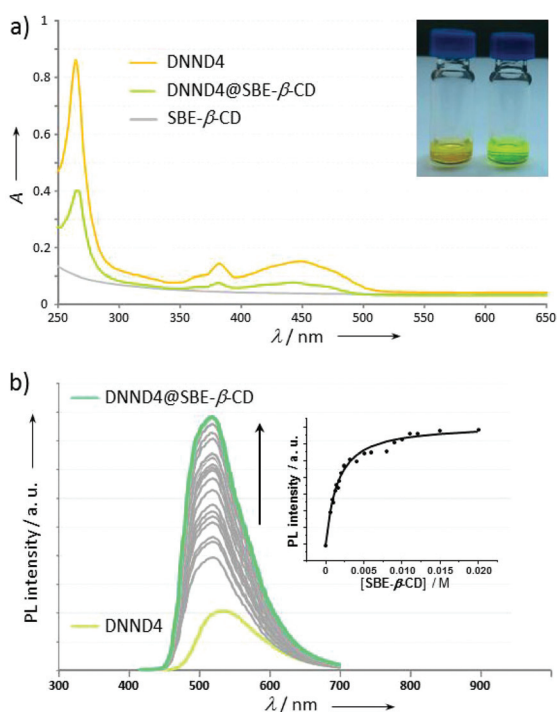 a)
1
0.8
0.6
0.4
0.2
0
A
DNND4
DNND4@SBE-β-CD
SBE-β-CD
250 300 350 400 450 500 550 600 650
λ / nm
b)
DNND4@SBE-β-CD
PL intensity / a. u.
DNND4
PL intensity / a. u.
0 0.005 0.010 0.015 0.020
[SBE-β-CD] / M
300 400 500 600 700 800 900
λ / nm